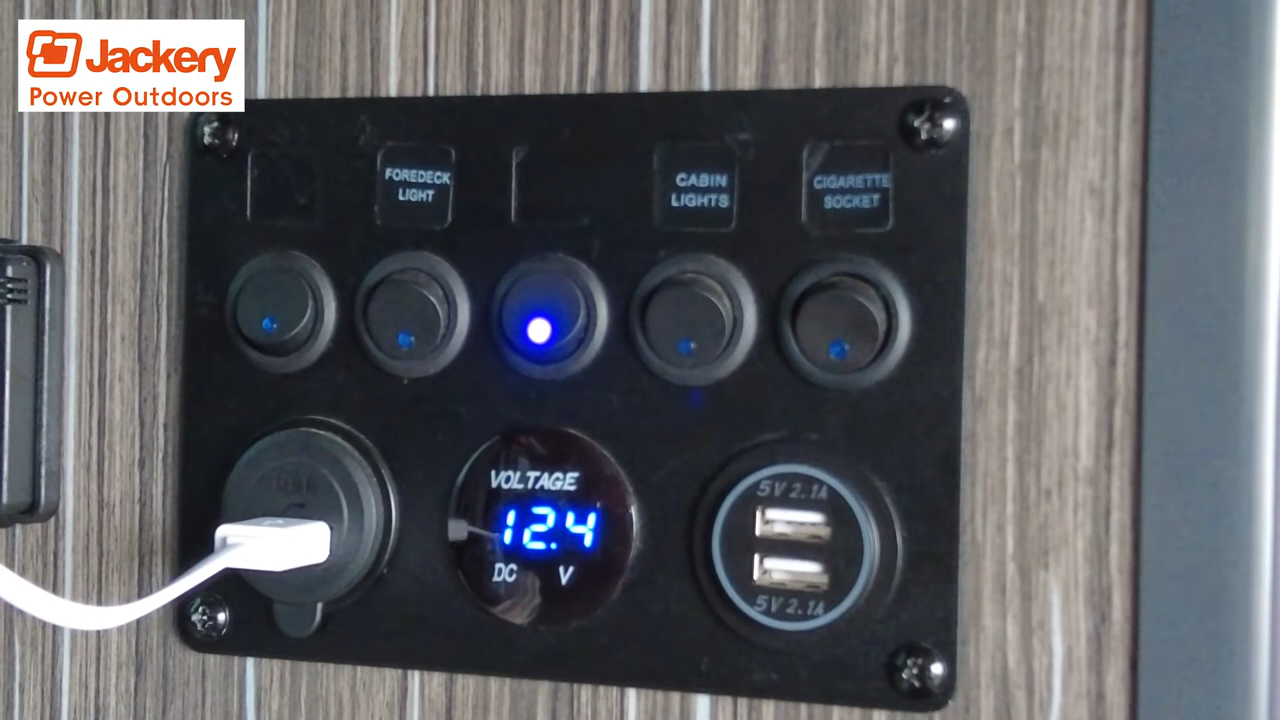 Jackery
Power Outdoors
FOREDECK
LIGHT
CABIN
LIGHTS
CIGARETTE
SOCKET
USB
VOLTAGE
12.4
DC V
5V 2.1A
5V 2.1A